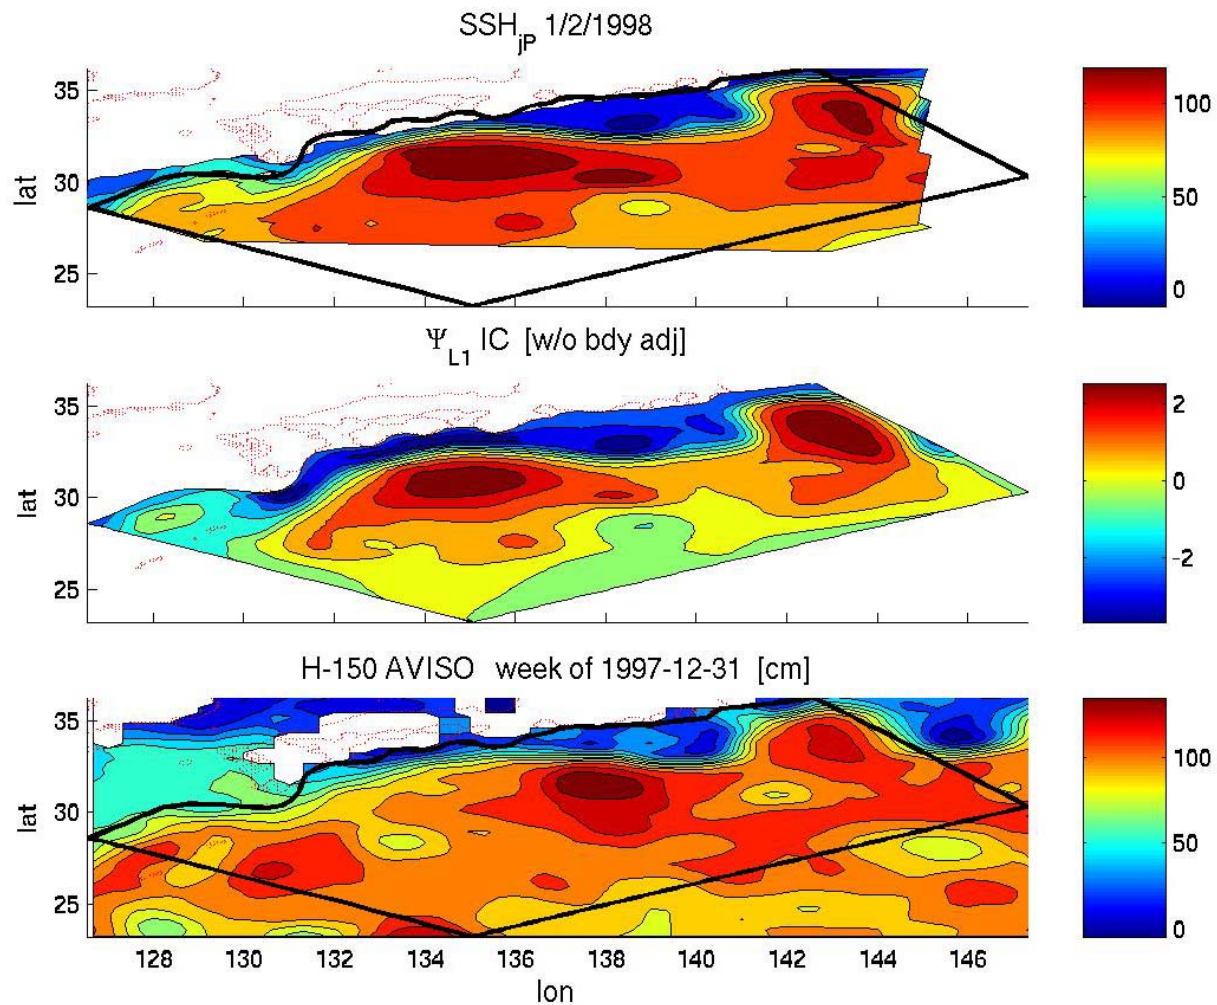 SSH_jP 1/2/1998
35
30
25
lat
100
50
0
Ψ_L1 IC [w/o bdy adj]
35
30
25
lat
2
0
-2
H-150 AVISO week of 1997-12-31 [cm]
35
30
25
lat
100
50
0
128 130 132 134 136 138 140 142 144 146
lon